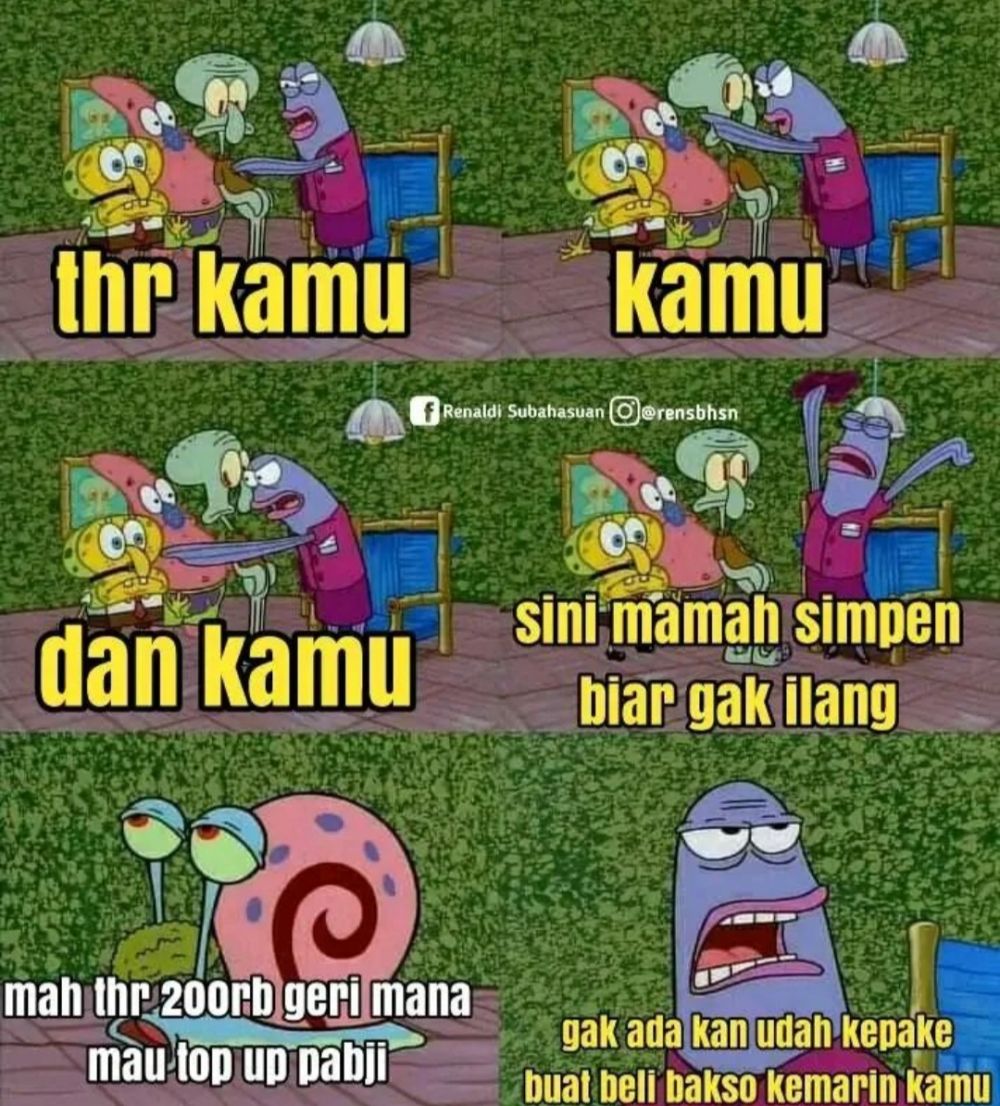 thr kamu
kamu
Renaldi Subahasuan @rensbhsn
dan kamu
sini mamah simpen
biar gak ilang
mah thr 200rb geri mana
mau top up pabji
gak ada kan udah kepake
buat beli bakso kemarin kamu